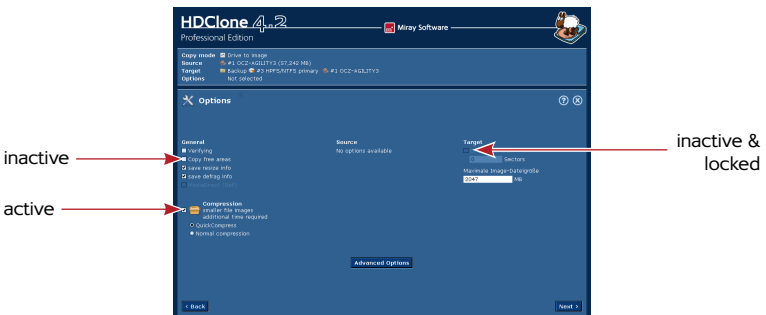 HDClone 4.2
Professional Edition
Miray Software
Copy mode Drive to Image
Source #1 OCZ-AGILITY3 (57,242 MB)
Target Backup #3 HPFS/NTFS primary #1 OCZ-AGILITY3
Options Not selected
Options
General
Verifying
Copy free areas
save resize info
save defrag info
Source
No options available
Target
Sectors
Maximale Image-Dateigröße
2047 MB
Compression
smaller file images
additional time required
QuickCompress
Normal compression
Advanced Options
< Back
Next >
inactive
active
inactive &
locked